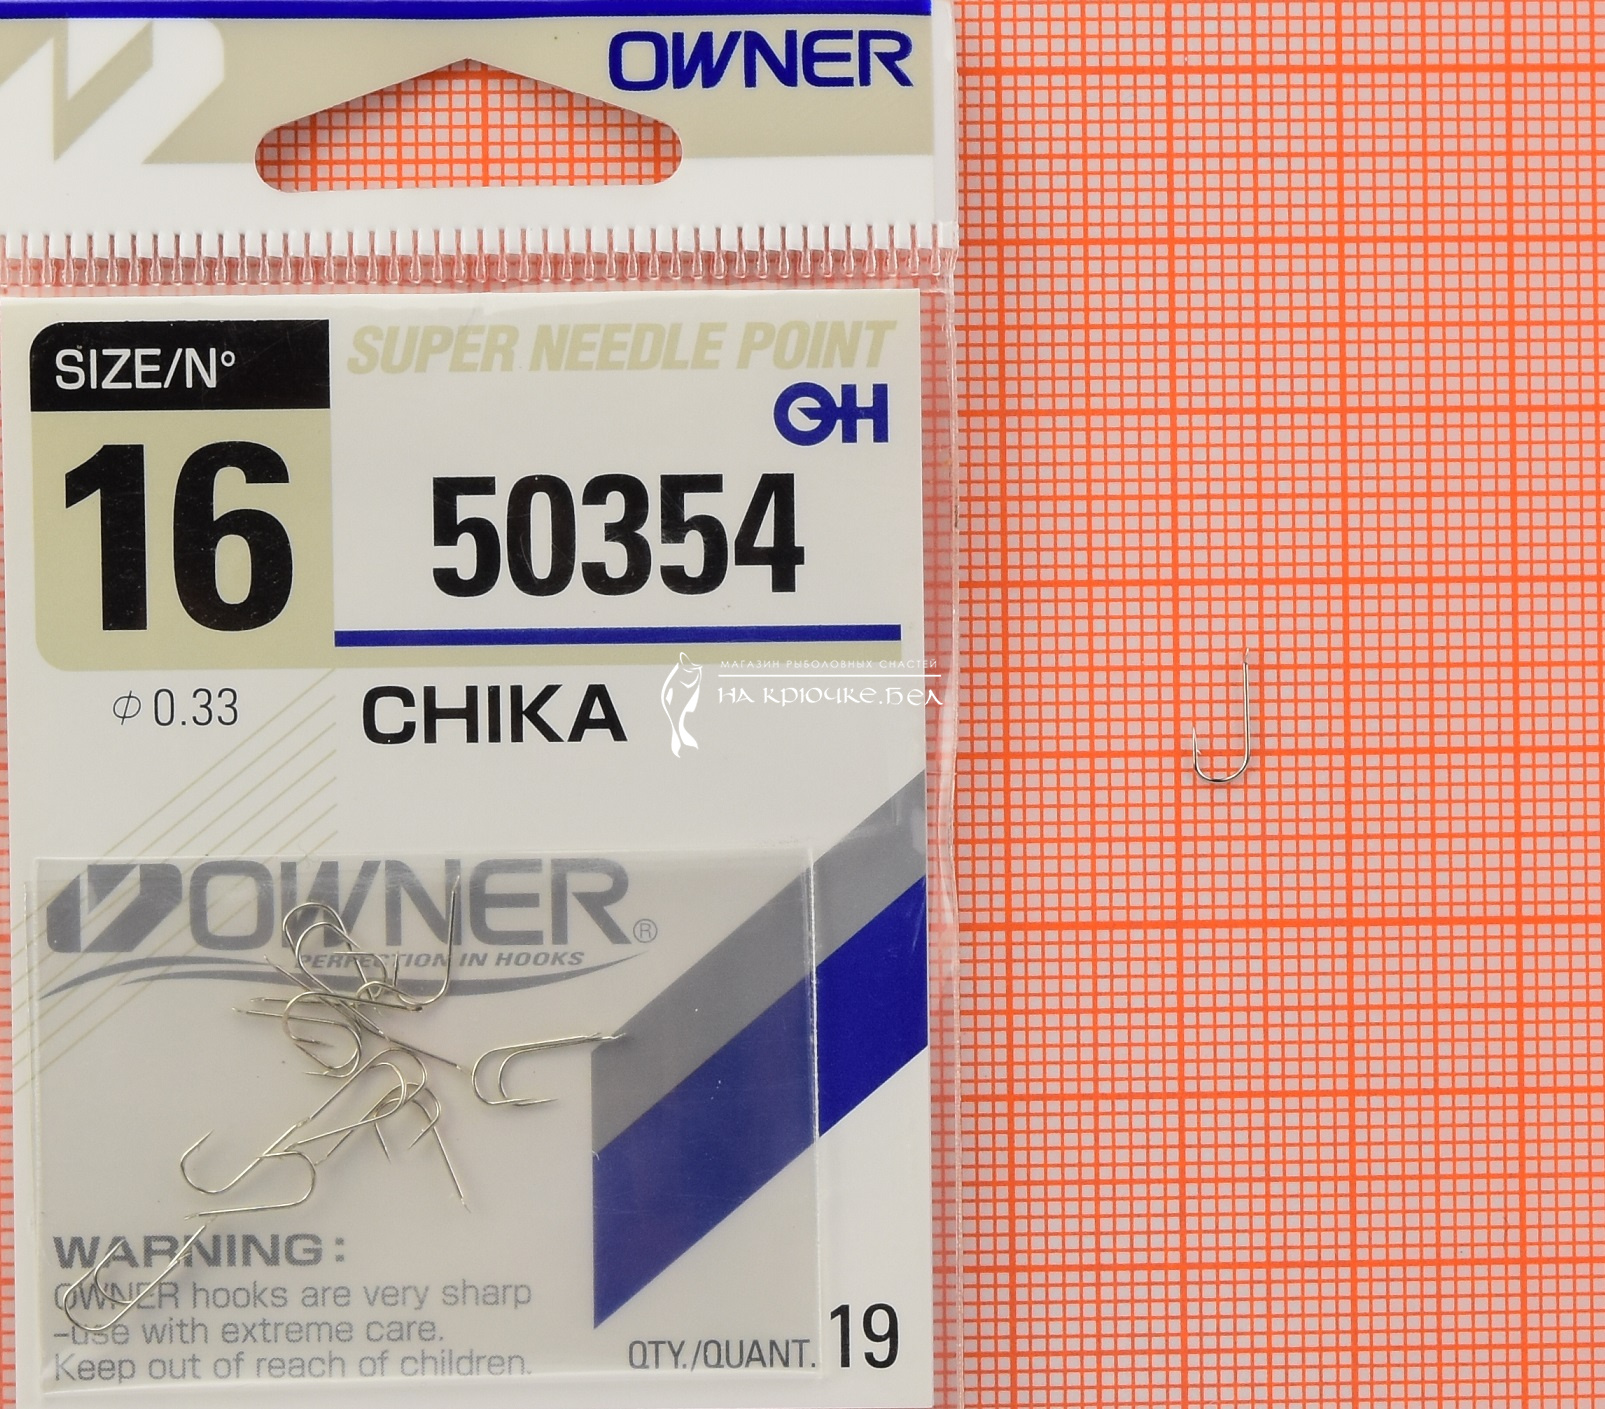 OWNER
SIZE/Nº
SUPER NEEDLE POINT
16
50354
ø 0.33
CHIKA
МАГАЗИН РЫБОЛОВНЫХ СНАСТЕЙ
НА КРЮЧКЕ.БЕЛ
OWNER®
PERFECTION IN HOOKS
WARNING:
OWNER hooks are very sharp
-use with extreme care.
Keep out of reach of children.
QTY./QUANT. 19